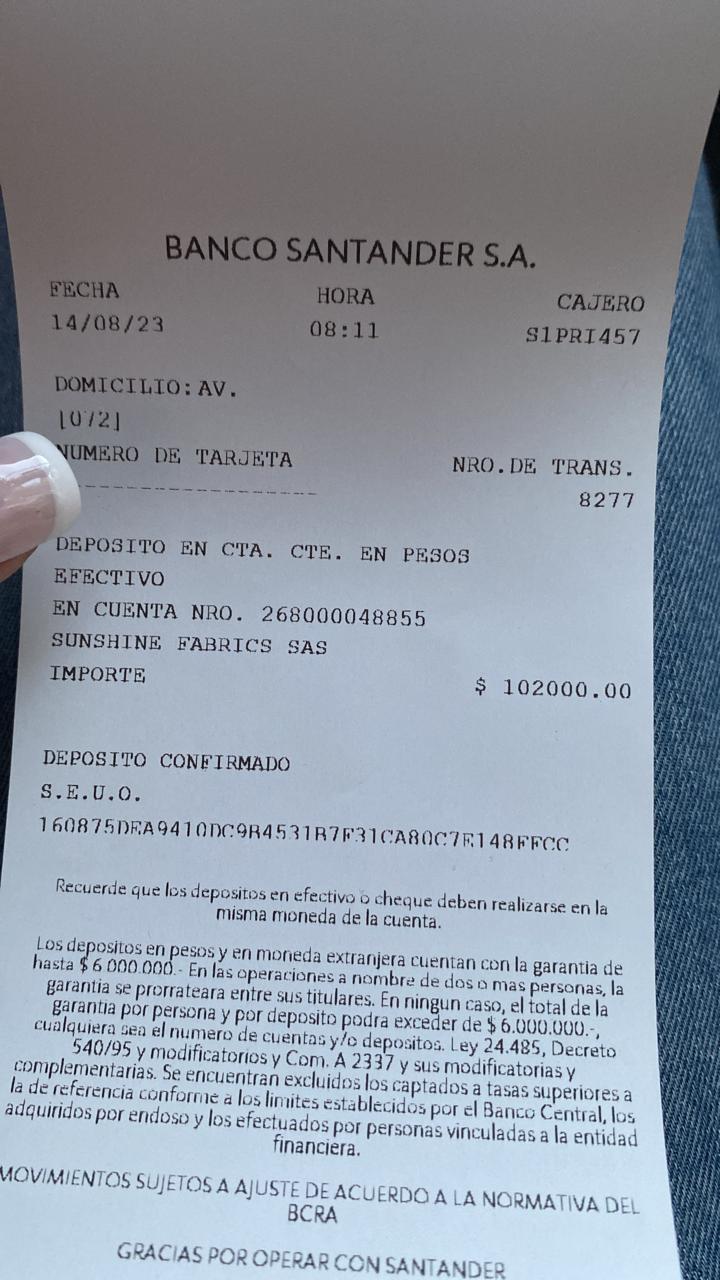 BANCO SANTANDER S.A.
FECHA HORA CAJERO
14/08/23 08:11 S1PRI457
DOMICILIO: AV.
[072]
NUMERO DE TARJETA NRO.DE TRANS.
8277
DEPOSITO EN CTA. CTE. EN PESOS
EFECTIVO
EN CUENTA NRO. 268000048855
SUNSHINE FABRICS SAS
IMPORTE $ 102000.00
DEPOSITO CONFIRMADO
S.E.U.O.
160875DEA9410DC9B4531B7F31CA80C7E148FFCC
Recuerde que los depositos en efectivo o cheque deben realizarse en la
misma moneda de la cuenta.
Los depositos en pesos y en moneda extranjera cuentan con la garantia de
hasta $ 6.000.000.- En las operaciones a nombre de dos o mas personas, la
garantia se prorrateara entre sus titulares. En ningun caso, el total de la
garantia por persona y por deposito podra exceder de $ 6.000.000.-,
cualquiera sea el numero de cuentas y/o depositos. Ley 24.485, Decreto
540/95 y modificatorios y Com. A 2337 y sus modificatorias y
complementarias. Se encuentran excluidos los captados a tasas superiores a
la de referencia conforme a los limites establecidos por el Banco Central, los
adquiridos por endoso y los efectuados por personas vinculadas a la entidad
financiera.
MOVIMIENTOS SUJETOS A AJUSTE DE ACUERDO A LA NORMATIVA DEL
BCRA
GRACIAS POR OPERAR CON SANTANDER